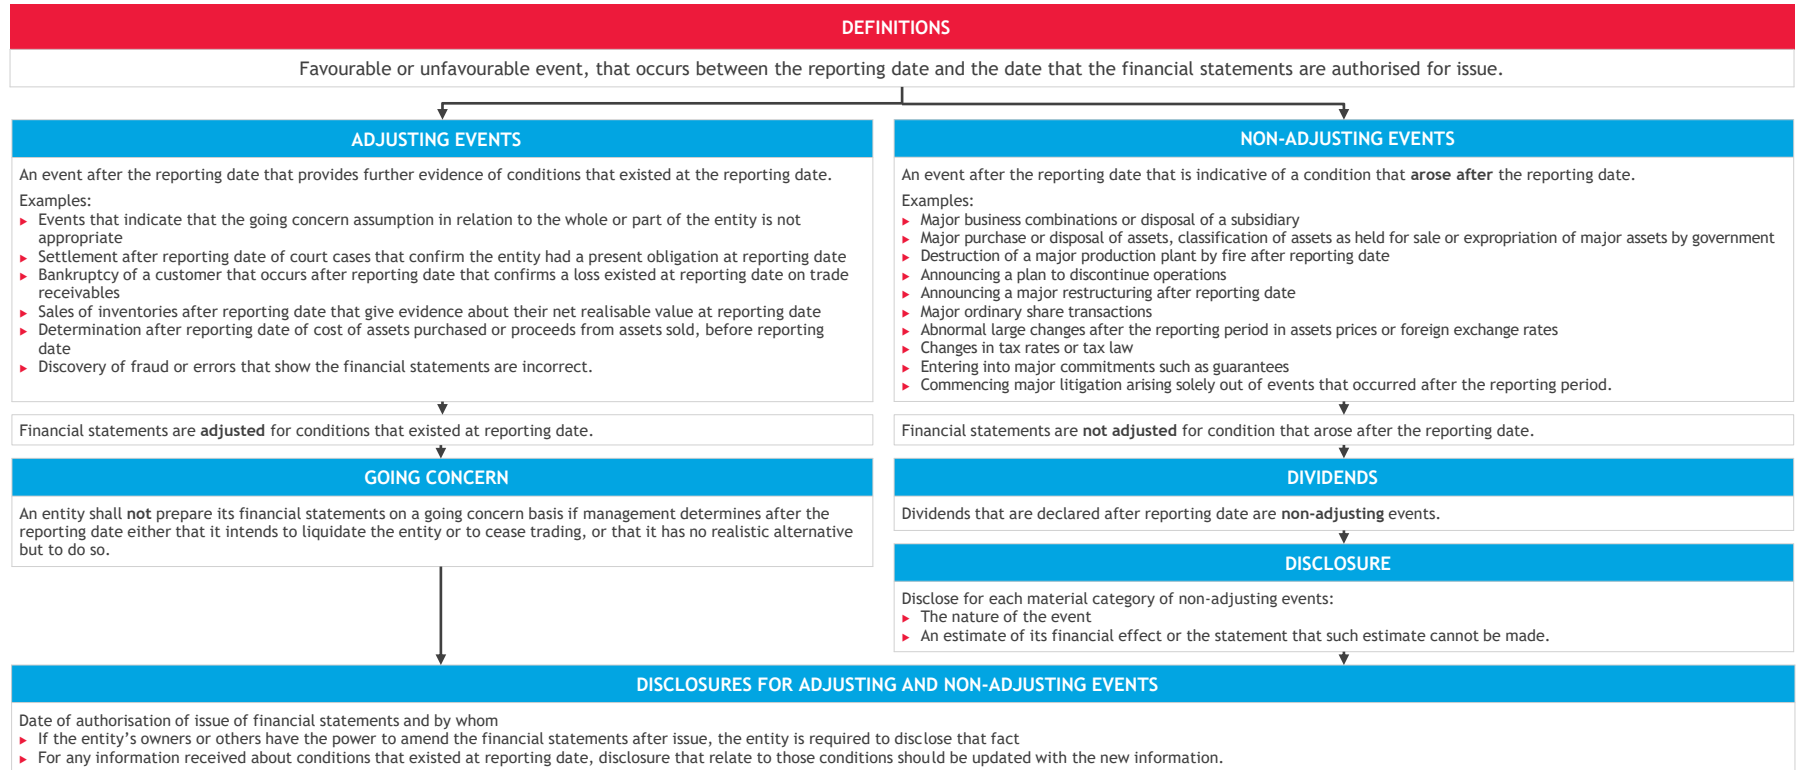 DEFINITIONS
Favourable or unfavourable event, that occurs between the reporting date and the date that the financial statements are authorised for issue.
ADJUSTING EVENTS
An event after the reporting date that provides further evidence of conditions that existed at the reporting date.
Examples:
► Events that indicate that the going concern assumption in relation to the whole or part of the entity is not
appropriate
► Settlement after reporting date of court cases that confirm the entity had a present obligation at reporting date
► Bankruptcy of a customer that occurs after reporting date that confirms a loss existed at reporting date on trade
receivables
► Sales of inventories after reporting date that give evidence about their net realisable value at reporting date
► Determination after reporting date of cost of assets purchased or proceeds from assets sold, before reporting
date
► Discovery of fraud or errors that show the financial statements are incorrect.
Financial statements are adjusted for conditions that existed at reporting date.
GOING CONCERN
An entity shall not prepare its financial statements on a going concern basis if management determines after the
reporting date either that it intends to liquidate the entity or to cease trading, or that it has no realistic alternative
but to do so.
NON-ADJUSTING EVENTS
An event after the reporting date that is indicative of a condition that arose after the reporting date.
Examples:
► Major business combinations or disposal of a subsidiary
► Major purchase or disposal of assets, classification of assets as held for sale or expropriation of major assets by government
► Destruction of a major production plant by fire after reporting date
► Announcing a plan to discontinue operations
► Announcing a major restructuring after reporting date
► Major ordinary share transactions
► Abnormal large changes after the reporting period in assets prices or foreign exchange rates
► Changes in tax rates or tax law
► Entering into major commitments such as guarantees
► Commencing major litigation arising solely out of events that occurred after the reporting period.
Financial statements are not adjusted for condition that arose after the reporting date.
DIVIDENDS
Dividends that are declared after reporting date are non-adjusting events.
DISCLOSURE
Disclose for each material category of non-adjusting events:
► The nature of the event
► An estimate of its financial effect or the statement that such estimate cannot be made.
DISCLOSURES FOR ADJUSTING AND NON-ADJUSTING EVENTS
Date of authorisation of issue of financial statements and by whom
► If the entity's owners or others have the power to amend the financial statements after issue, the entity is required to disclose that fact
► For any information received about conditions that existed at reporting date, disclosure that relate to those conditions should be updated with the new information.